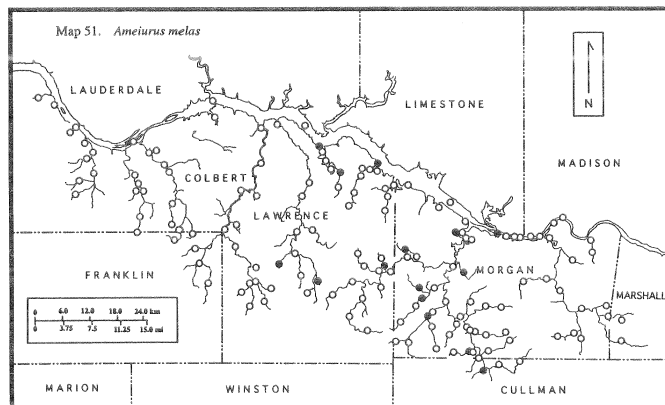 Map 51. Ameiurus melas
LAUDERDALE
LIMESTONE
N
MADISON
COLBERT
LAWRENCE
FRANKLIN
MORGAN
MARSHALL
0 6.0 12.0 18.0 24.0 km
0 3.75 7.5 11.25 15.0 mi
MARION
WINSTON
CULLMAN